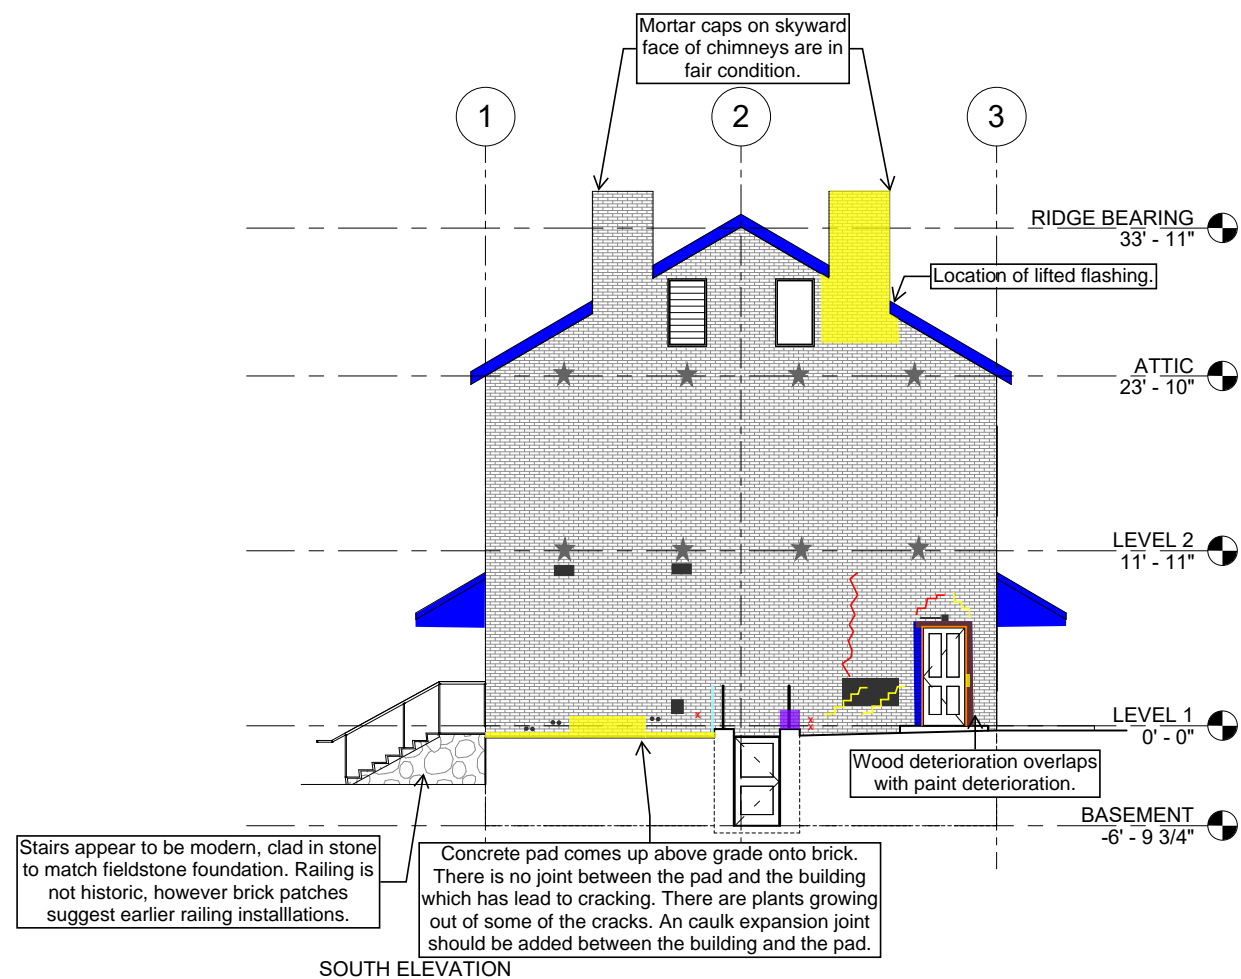 Mortar caps on skyward
face of chimneys are in
fair condition.
1
2
3
RIDGE BEARING
33' - 11"
Location of lifted flashing.
ATTIC
23' - 10"
LEVEL 2
11' - 11"
x
x
x
LEVEL 1
0' - 0"
Wood deterioration overlaps
with paint deterioration.
BASEMENT
-6' - 9 3/4"
Stairs appear to be modern, clad in stone
to match fieldstone foundation. Railing is
not historic, however brick patches
suggest earlier railing installlations.
Concrete pad comes up above grade onto brick.
There is no joint between the pad and the building
which has lead to cracking. There are plants growing
out of some of the cracks. An caulk expansion joint
should be added between the building and the pad.
SOUTH ELEVATION